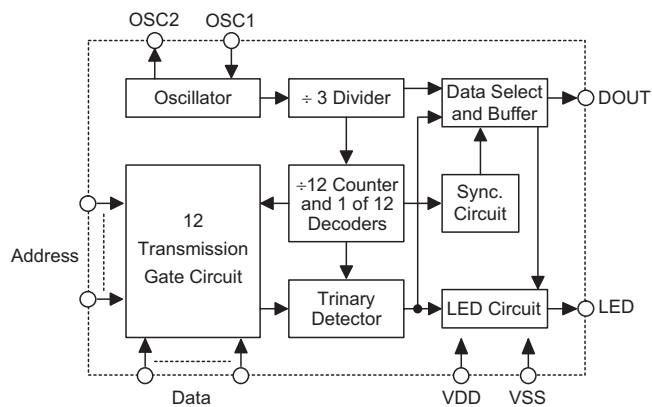 OSC2 OSC1
Oscillator
÷ 3 Divider
Data Select
and Buffer
DOUT
12
Transmission
Gate Circuit
÷12 Counter
and 1 of 12
Decoders
Sync.
Circuit
Address
Trinary
Detector
LED Circuit
LED
Data
VDD
VSS